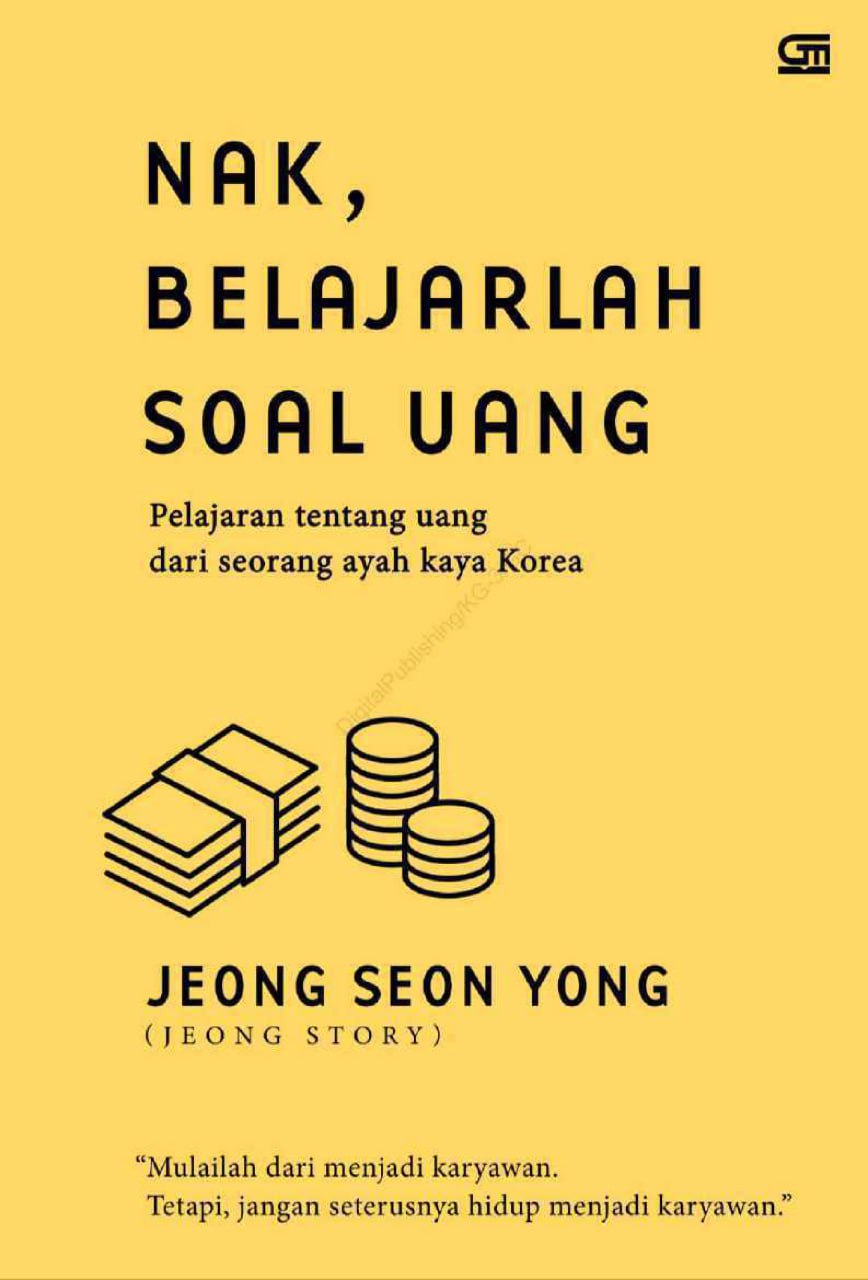 GM
NAK,
BELAJARLAH
SOAL UANG
Pelajaran tentang uang
dari seorang ayah kaya Korea
JEONG SEON YONG
(JEONG STORY)
“Mulailah dari menjadi karyawan.
Tetapi, jangan seterusnya hidup menjadi karyawan.”